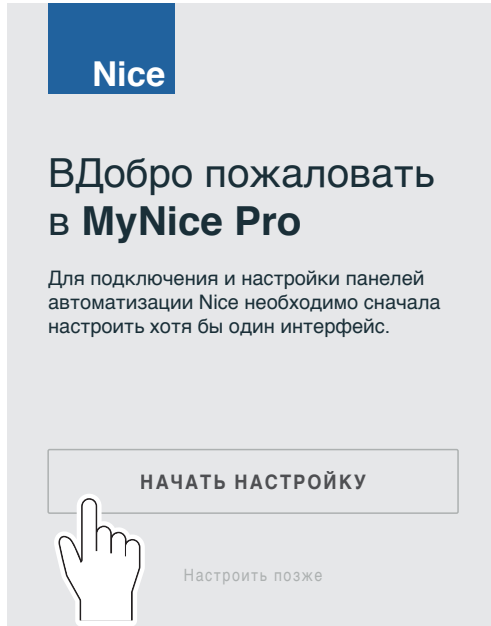 Nice
ВДобро пожаловать
в MyNice Pro
Для подключения и настройки панелей
автоматизации Nice необходимо сначала
настроить хотя бы один интерфейс.
НАЧАТЬ НАСТРОЙКУ
Настроить позже